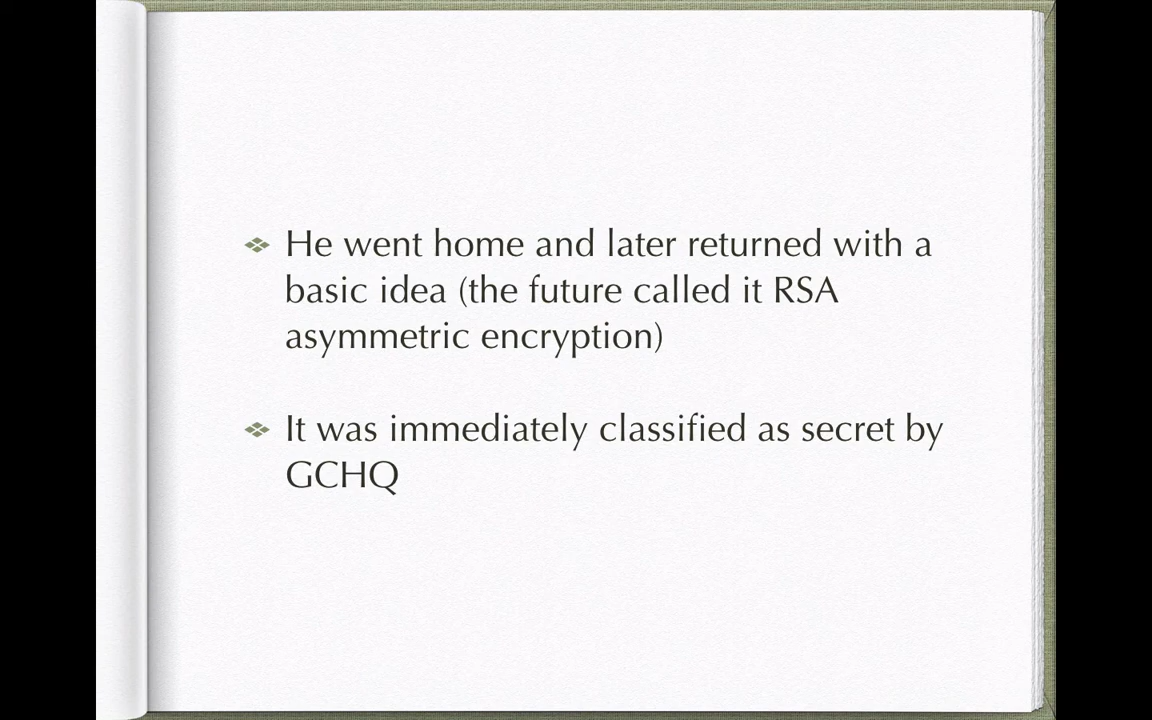 He went home and later returned with a
basic idea (the future called it RSA
asymmetric encryption)
It was immediately classified as secret by
GCHQ